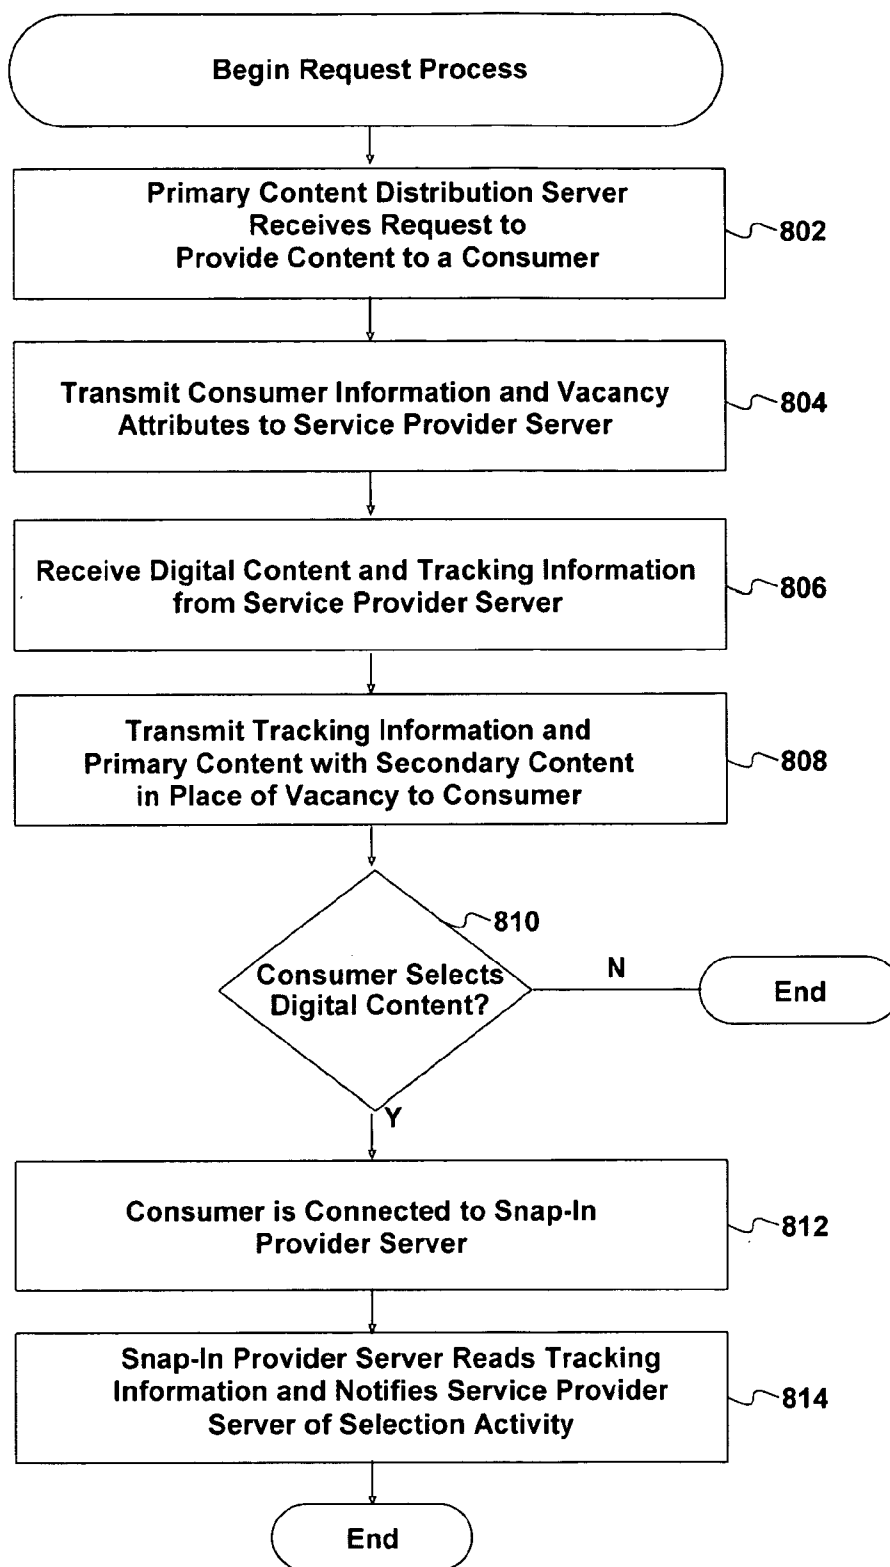 Begin Request Process
Primary Content Distribution Server
Receives Request to
Provide Content to a Consumer
802
Transmit Consumer Information and Vacancy
Attributes to Service Provider Server
804
Receive Digital Content and Tracking Information
from Service Provider Server
806
Transmit Tracking Information and
Primary Content with Secondary Content
in Place of Vacancy to Consumer
808
810
Consumer Selects
Digital Content?
N
End
Y
Consumer is Connected to Snap-In
Provider Server
812
Snap-In Provider Server Reads Tracking
Information and Notifies Service Provider
Server of Selection Activity
814
End